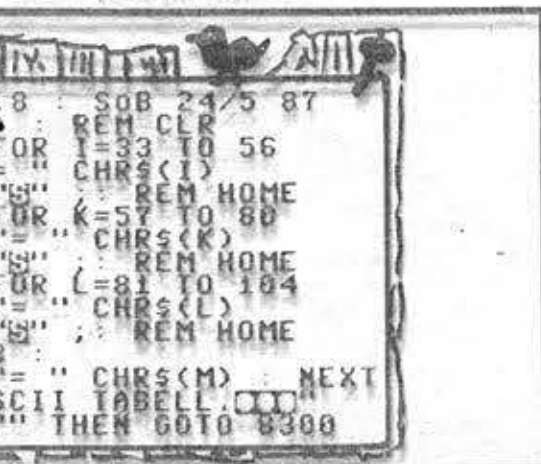 IV III VI VII
.8 : SOB 24/5 87
: REM CLR
OR I=33 TO 56
= " CHR$(I)
"S" ;: REM HOME
OR K=57 TO 80
"= " CHR$(K)
"S" ;: REM HOME
OR L=81 TO 104
"= " CHR$(L)
"S" ;: REM HOME
:
"= " CHR$(M) : NEXT
SCII TABELL.
"" THEN GOTO 8300